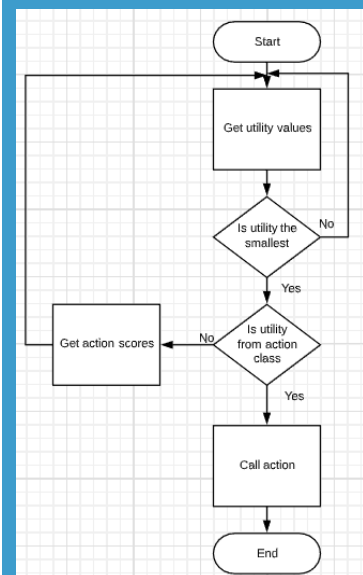 Start
Get utility values
Is utility the
smallest
No
Yes
Is utility
from action
class
No
Get action scores
Yes
Call action
End